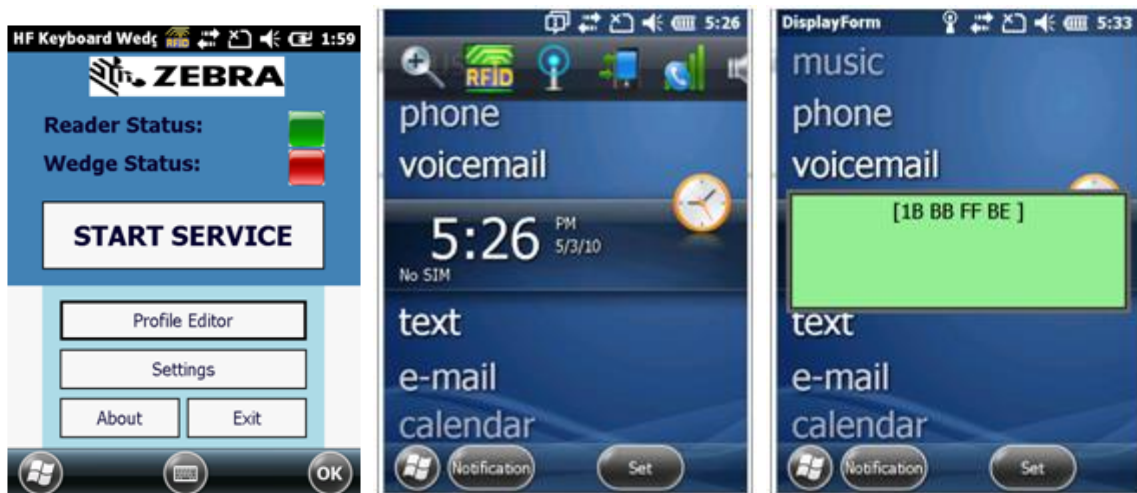 HF Keyboard Wedg RFID 1:59
ZEBRA
Reader Status:
Wedge Status:
START SERVICE
Profile Editor
Settings
About Exit
OK
5:26
RFID
phone
voicemail
5:26 PM
5/3/10
No SIM
text
e-mail
calendar
Notification Set
DisplayForm 5:33
music
phone
voicemail
[1B BB FF BE ]
text
e-mail
calendar
Notification Set